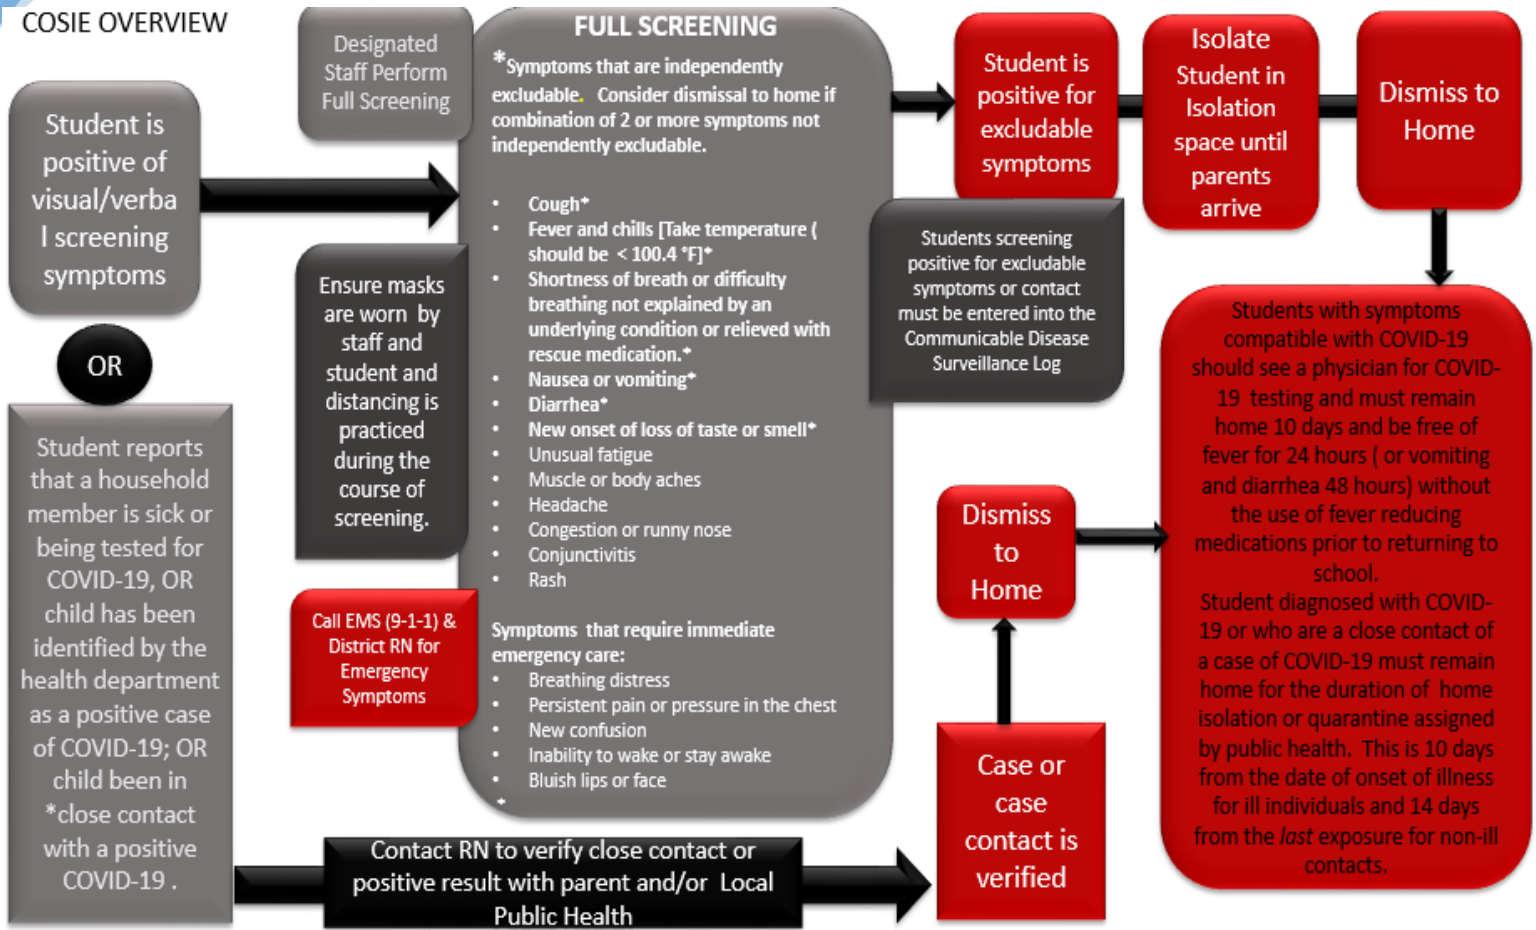 COSIE OVERVIEW
Student is
positive of
visual/verba
l screening
symptoms
OR
Student reports
that a household
member is sick or
being tested for
COVID-19, OR
child has been
identified by the
health department
as a positive case
of COVID-19; OR
child been in
*close contact
with a positive
COVID-19 .
Designated
Staff Perform
Full Screening
Ensure masks
are worn by
staff and
student and
distancing is
practiced
during the
course of
screening.
Call EMS (9-1-1) &
District RN for
Emergency
Symptoms
FULL SCREENING
*Symptoms that are independently
excludable. Consider dismissal to home if
combination of 2 or more symptoms not
independently excludable.
• Cough*
• Fever and chills [Take temperature (
should be < 100.4 °F]*
• Shortness of breath or difficulty
breathing not explained by an
underlying condition or relieved with
rescue medication.*
• Nausea or vomiting*
• Diarrhea*
• New onset of loss of taste or smell*
• Unusual fatigue
• Muscle or body aches
• Headache
• Congestion or runny nose
• Conjunctivitis
• Rash
Symptoms that require immediate
emergency care:
• Breathing distress
• Persistent pain or pressure in the chest
• New confusion
• Inability to wake or stay awake
• Bluish lips or face
*
Contact RN to verify close contact or
positive result with parent and/or Local
Public Health
Student is
positive for
excludable
symptoms
Isolate
Student in
Isolation
space until
parents
arrive
Dismiss to
Home
Students screening
positive for excludable
symptoms or contact
must be entered into the
Communicable Disease
Surveillance Log
Case or
case
contact is
verified
Dismiss
to
Home
Students with symptoms
compatible with COVID-19
should see a physician for COVID-
19 testing and must remain
home 10 days and be free of
fever for 24 hours ( or vomiting
and diarrhea 48 hours) without
the use of fever reducing
medications prior to returning to
school.
Student diagnosed with COVID-
19 or who are a close contact of
a case of COVID-19 must remain
home for the duration of home
isolation or quarantine assigned
by public health. This is 10 days
from the date of onset of illness
for ill individuals and 14 days
from the last exposure for non-ill
contacts.